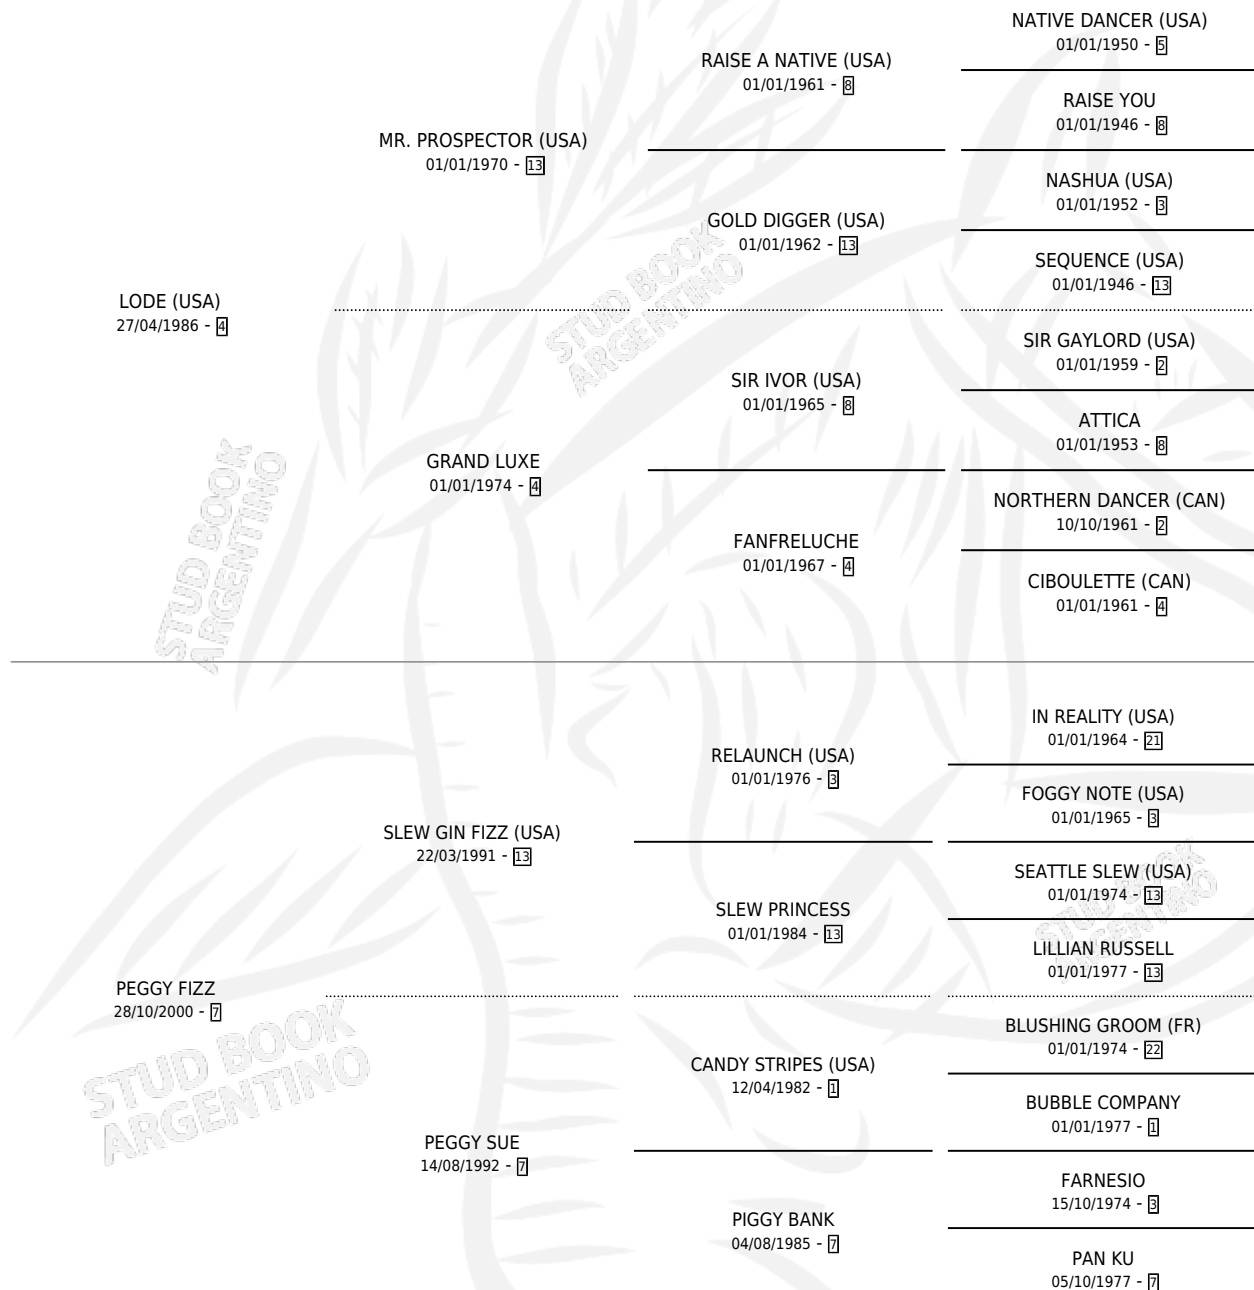 NATIVE DANCER (USA)
01/01/1950 - 5
RAISE A NATIVE (USA)
01/01/1961 - 8
RAISE YOU
01/01/1946 - 8
MR. PROSPECTOR (USA)
01/01/1970 - 13
NASHUA (USA)
01/01/1952 - 3
GOLD DIGGER (USA)
01/01/1962 - 13
SEQUENCE (USA)
01/01/1946 - 13
LODE (USA)
27/04/1986 - 4
STUD BOOK
ARGENTINO
SIR GAYLORD (USA)
01/01/1959 - 2
SIR IVOR (USA)
01/01/1965 - 8
ATTICA
01/01/1953 - 8
GRAND LUXE
01/01/1974 - 4
NORTHERN DANCER (CAN)
10/10/1961 - 2
FANFRELUCHE
01/01/1967 - 4
CIBOULETTE (CAN)
01/01/1961 - 4
STUD BOOK
ARGENTINO
IN REALITY (USA)
01/01/1964 - 21
RELAUNCH (USA)
01/01/1976 - 3
FOGGY NOTE (USA)
01/01/1965 - 3
SLEW GIN FIZZ (USA)
22/03/1991 - 13
SEATTLE SLEW (USA)
01/01/1974 - 13
STUD BOOK
ARGENTINO
SLEW PRINCESS
01/01/1984 - 13
LILLIAN RUSSELL
01/01/1977 - 13
PEGGY FIZZ
28/10/2000 - 7
STUD BOOK
ARGENTINO
BLUSHING GROOM (FR)
01/01/1974 - 22
CANDY STRIPES (USA)
12/04/1982 - 1
BUBBLE COMPANY
01/01/1977 - 1
PEGGY SUE
14/08/1992 - 7
FARNESIO
15/10/1974 - 3
PIGGY BANK
04/08/1985 - 7
PAN KU
05/10/1977 - 7